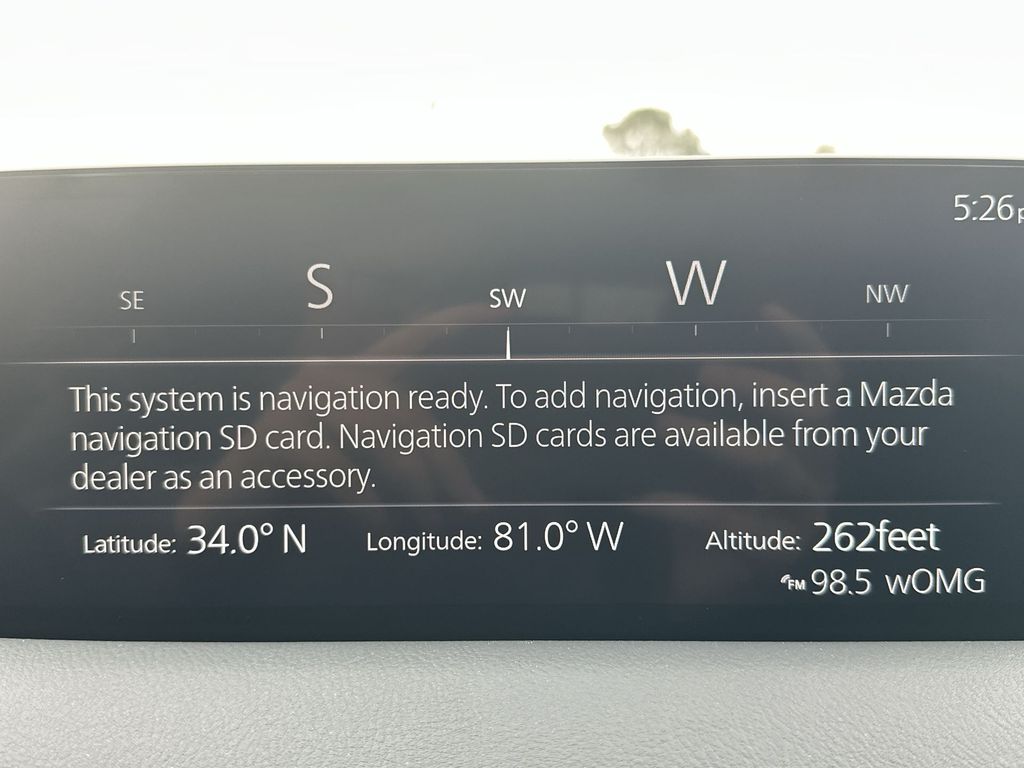 5:26p
SE S SW W NW
This system is navigation ready. To add navigation, insert a Mazda
navigation SD card. Navigation SD cards are available from your
dealer as an accessory.
Latitude: 34.0° N Longitude: 81.0° W Altitude: 262feet
FM 98.5 wOMG